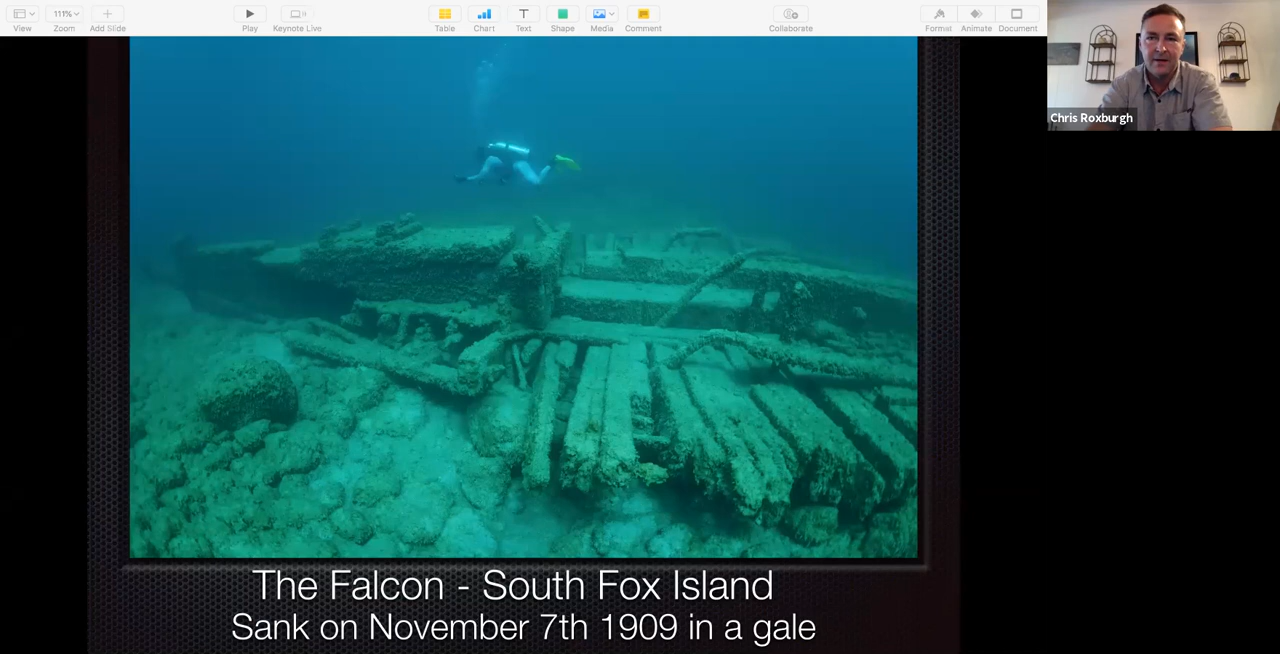 111%
View
Zoom
Add Slide
Play
Keynote Live
Table
Chart
Text
Shape
Media
Comment
Collaborate
Format
Animate
Document
Chris Roxburgh
The Falcon - South Fox Island
Sank on November 7th 1909 in a gale